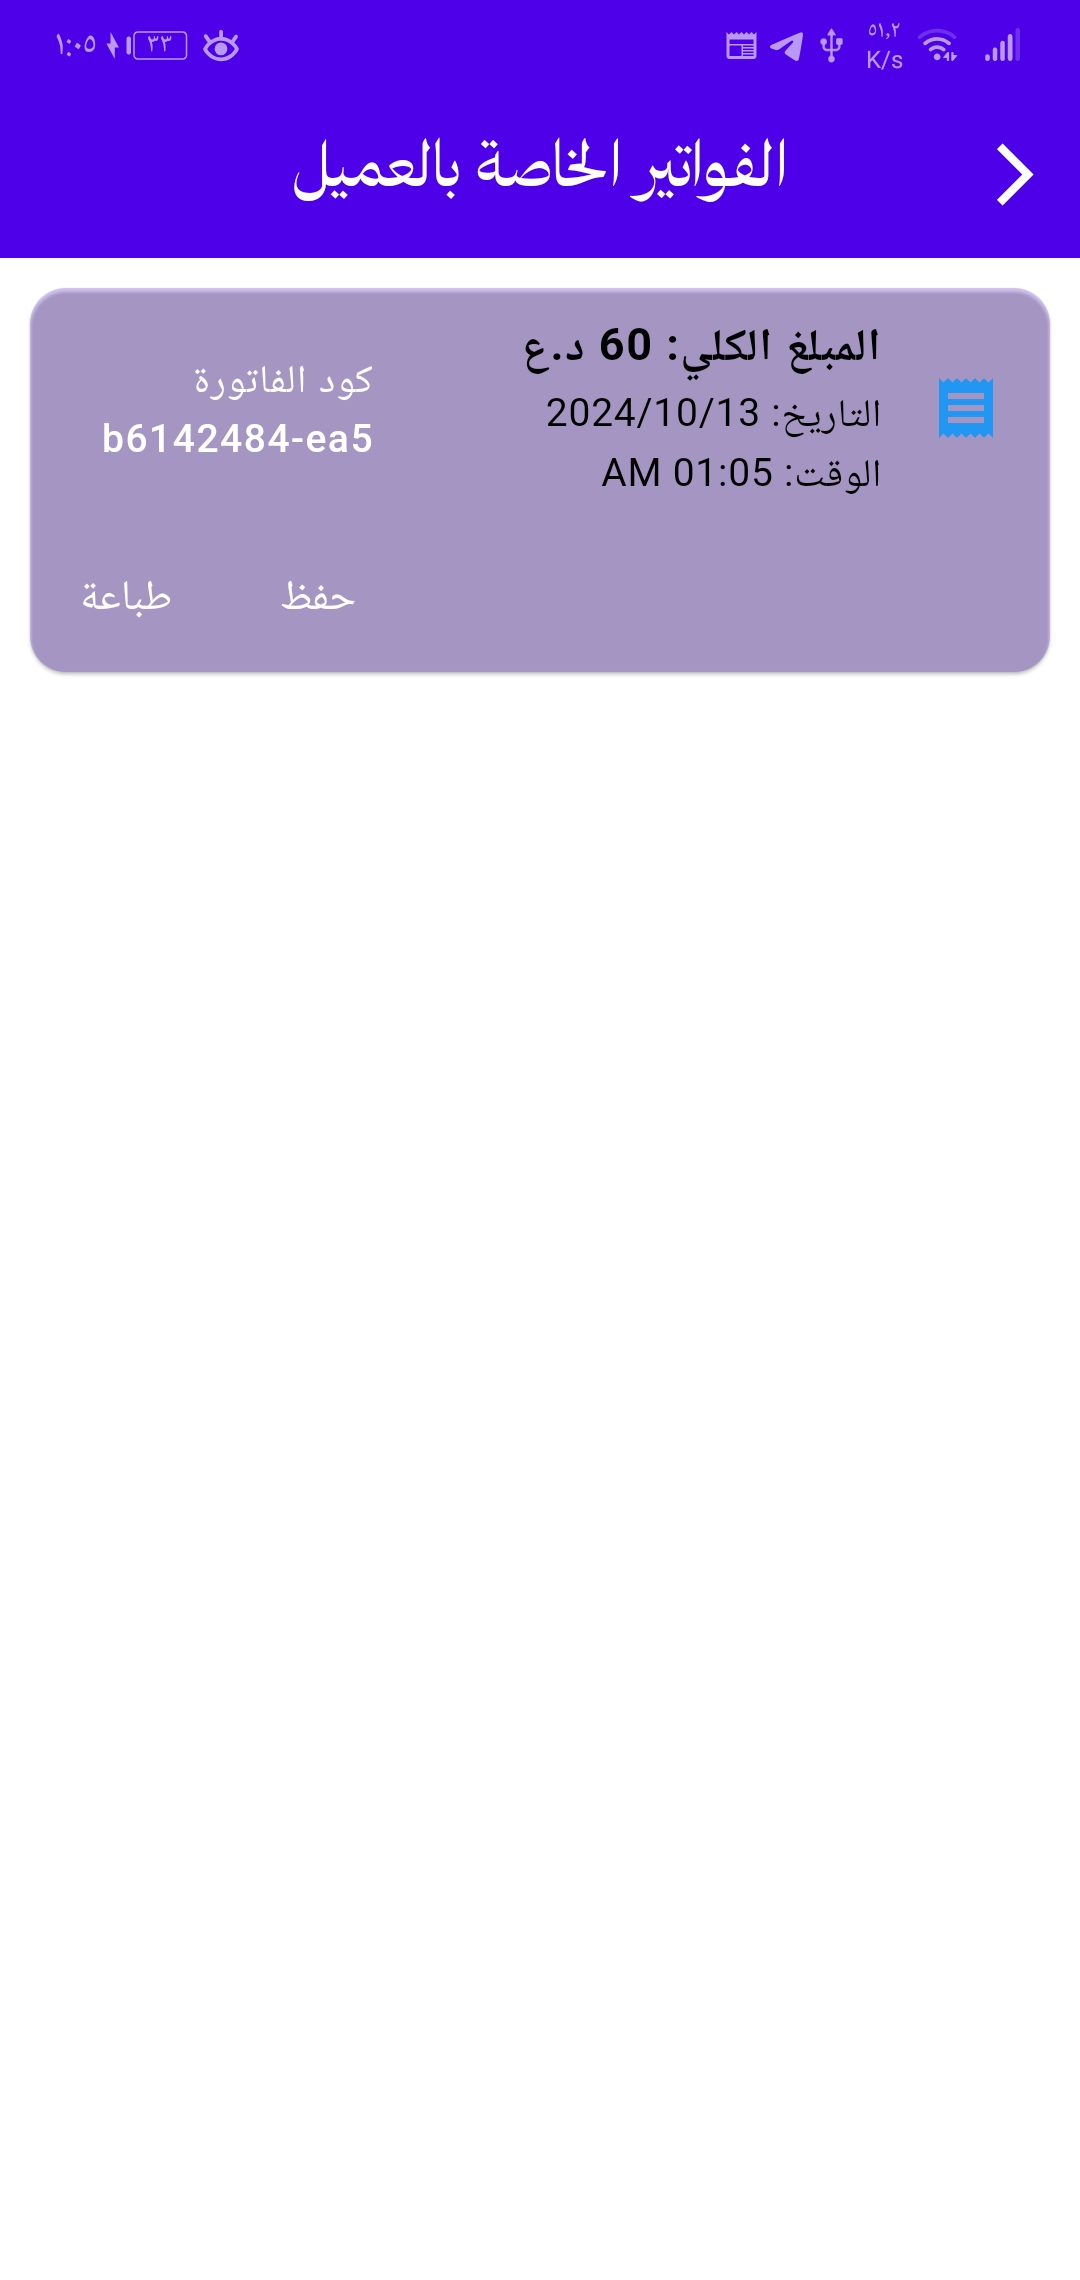 ١:٠٥
٣٣
٥١,٢
K/s
الفواتير الخاصة بالعميل
المبلغ الكلي: 60 د.ع
التاريخ: 2024/10/13
الوقت: 01:05 AM
كود الفاتورة
b6142484-ea5
حفظ
طباعة